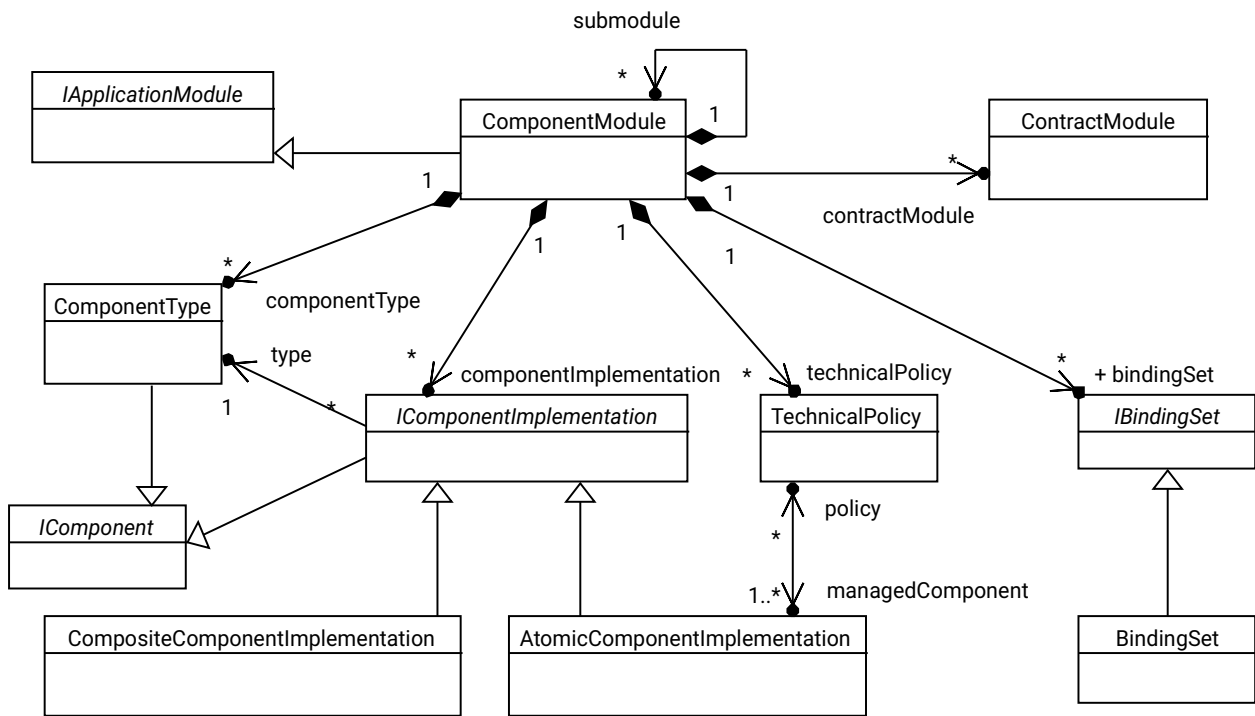 submodule
*
IApplicationModule
ComponentModule
1
ContractModule
*
1
1
contractModule
1
1
1
*
componentType
ComponentType
type
*
componentImplementation
*
technicalPolicy
*
+ bindingSet
1
*
IComponentImplementation
TechnicalPolicy
IBindingSet
policy
*
IComponent
1..*
managedComponent
CompositeComponentImplementation
AtomicComponentImplementation
BindingSet